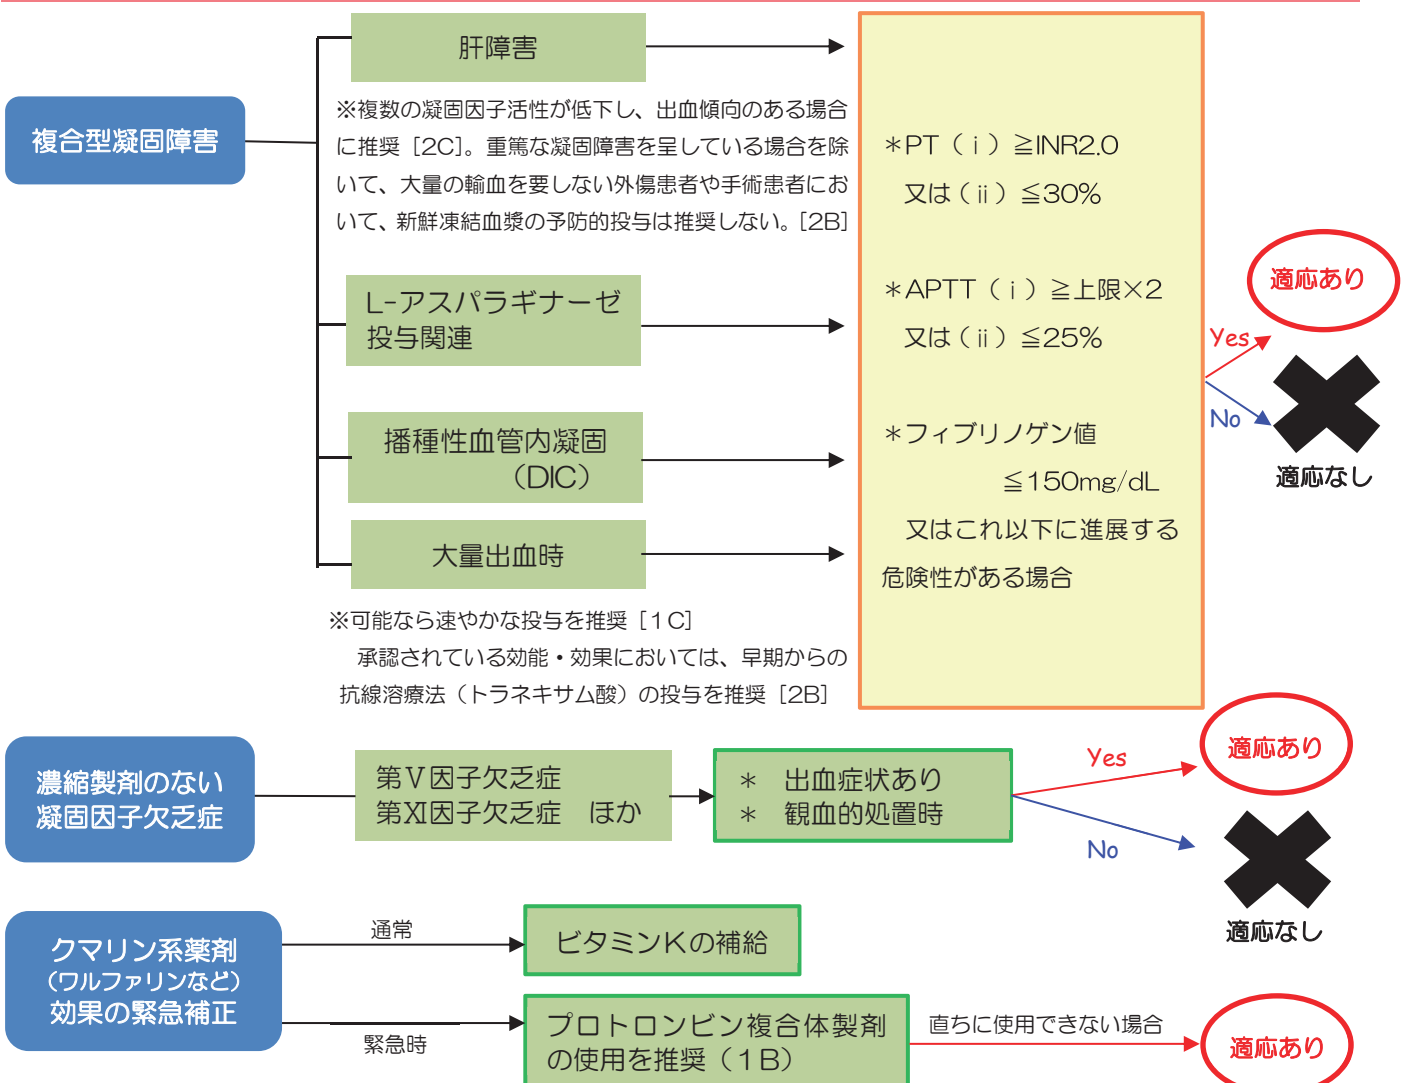 複合型凝固障害
肝障害
※複数の凝固因子活性が低下し、出血傾向のある場合
に推奨［2C］。重篤な凝固障害を呈している場合を除
いて、大量の輸血を要しない外傷患者や手術患者にお
いて、新鮮凍結血漿の予防的投与は推奨しない。［2B］
L-アスパラギナーゼ
投与関連
播種性血管内凝固
（DIC）
大量出血時
※可能なら速やかな投与を推奨［1C］
承認されている効能・効果においては、早期からの
抗線溶療法（トラネキサム酸）の投与を推奨［2B］
＊PT（ⅰ）≧INR2.0
又は（ⅱ）≦30%
＊APTT（ⅰ）≧上限×2
又は（ⅱ）≦25%
＊フィブリノゲン値
≦150mg/dL
又はこれ以下に進展する
危険性がある場合
Yes
適応あり
No
適応なし
濃縮製剤のない
凝固因子欠乏症
第Ⅴ因子欠乏症
第Ⅺ因子欠乏症　ほか
＊　出血症状あり
＊　観血的処置時
Yes
適応あり
No
適応なし
クマリン系薬剤
（ワルファリンなど）
効果の緊急補正
通常
ビタミンKの補給
緊急時
プロトロンビン複合体製剤
の使用を推奨（1B）
直ちに使用できない場合
適応あり